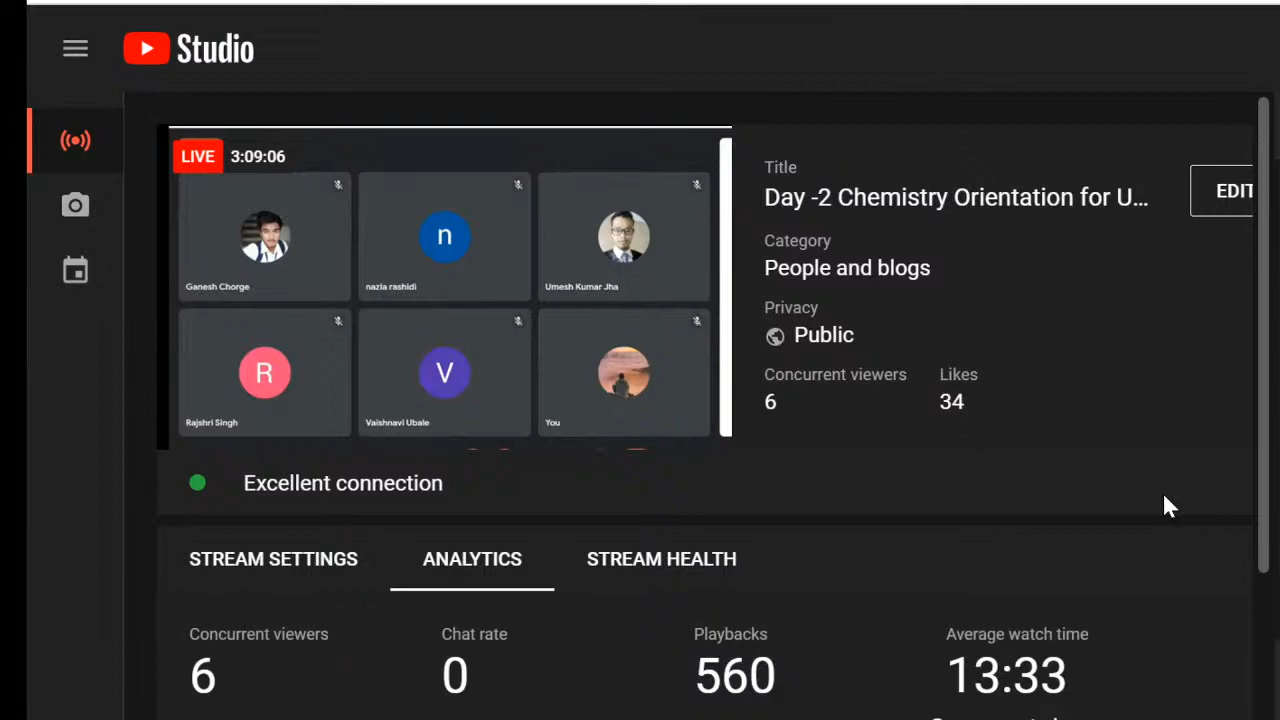 Studio
LIVE 3:09:06
n
Ganesh Chorge
nazia rashidi
Umesh Kumar Jha
R
V
Rajshri Singh
Vaishnavi Ubale
You
Title
Day -2 Chemistry Orientation for U...
EDIT
Category
People and blogs
Privacy
Public
Concurrent viewers
Likes
6
34
Excellent connection
STREAM SETTINGS
ANALYTICS
STREAM HEALTH
Concurrent viewers
Chat rate
Playbacks
Average watch time
6
0
560
13:33